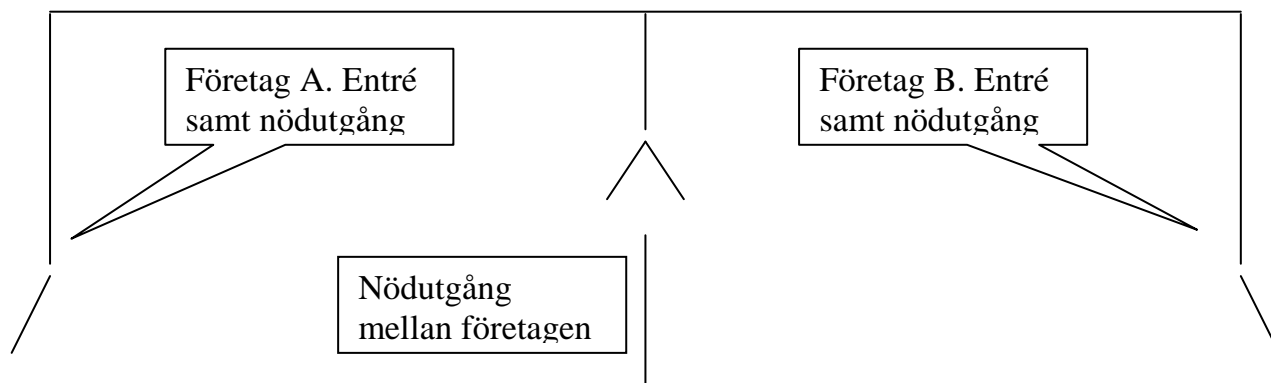 Företag A. Entré
samt nödutgång
Företag B. Entré
samt nödutgång
Nödutgång
mellan företagen